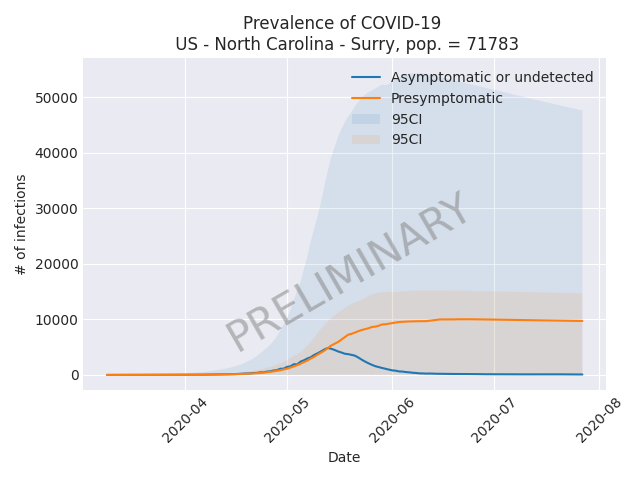 Prevalence of COVID-19
US - North Carolina - Surry, pop. = 71783
Asymptomatic or undetected
Presymptomatic
95CI
95CI
50000
40000
30000
20000
10000
0
# of infections
PRELIMINARY
2020-04
2020-05
2020-06
2020-07
2020-08
Date